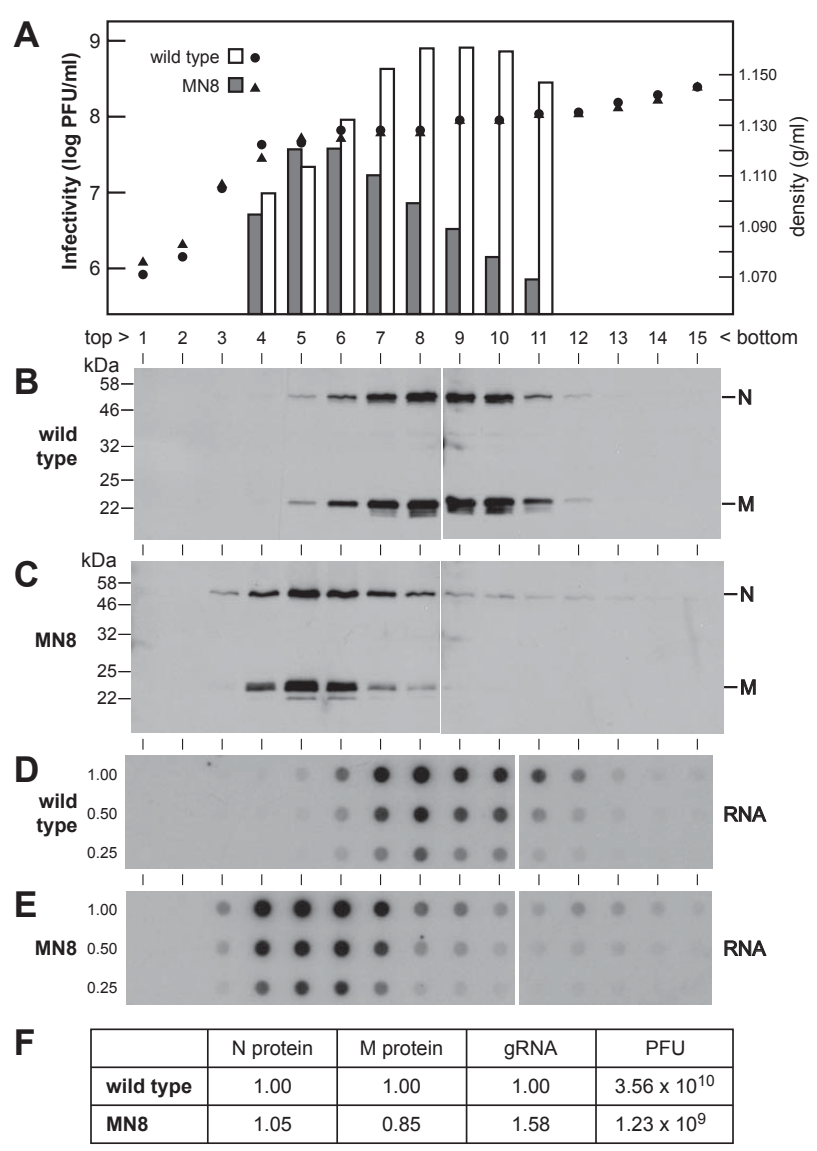 A
Infectivity (log PFU/ml)
9
8
7
6
wild type
MN8
1.150
1.130
1.110
1.090
1.070
density (g/ml)
top > 1 2 3 4 5 6 7 8 9 10 11 12 13 14 15 < bottom
B
kDa
58
46
32
25
22
wild
type
N
M
C
kDa
58
46
32
25
22
MN8
N
M
D
wild
type
1.00
0.50
0.25
RNA
E
MN8
1.00
0.50
0.25
RNA
F
N protein M protein gRNA PFU
wild type 1.00 1.00 1.00 3.56 x 10¹⁰
MN8 1.05 0.85 1.58 1.23 x 10⁹